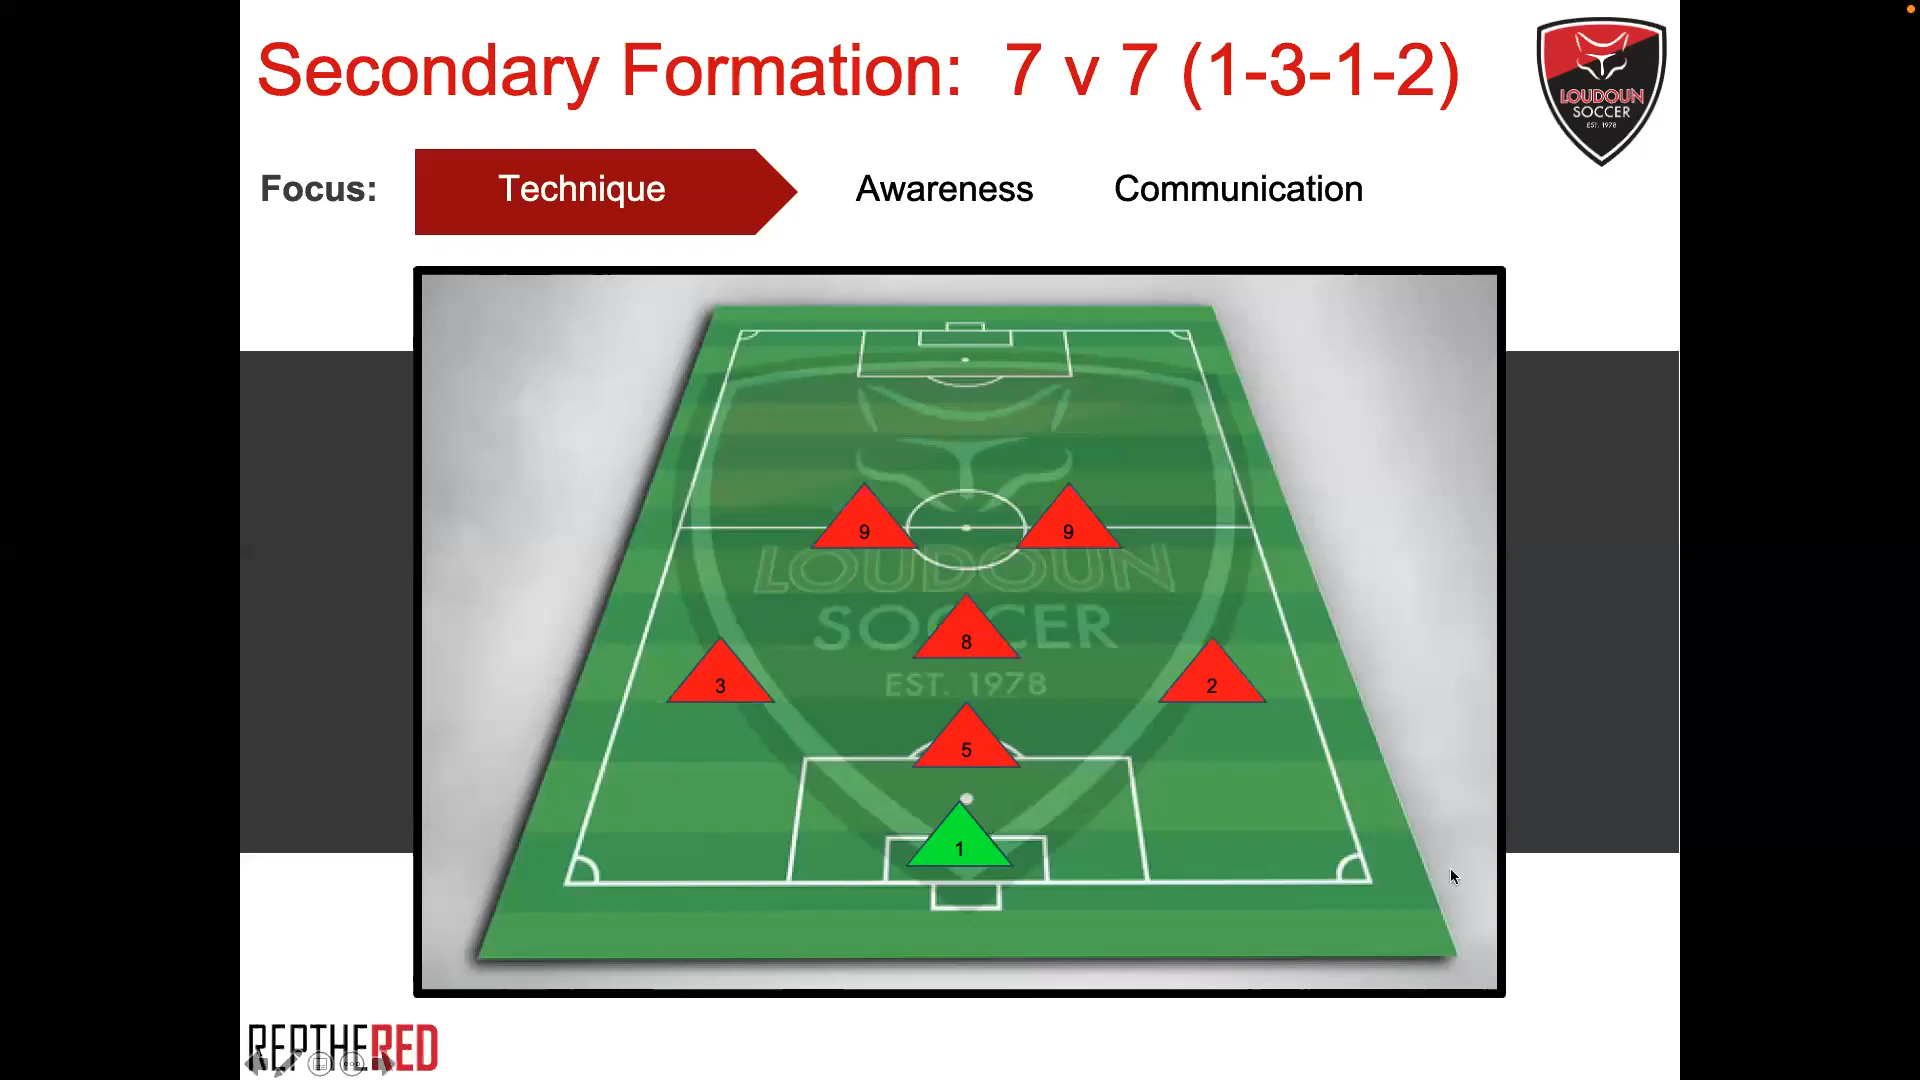 Secondary Formation: 7 v 7 (1-3-1-2)
LOUDOUN
SOCCER
EST. 1978
Focus:
Technique
Awareness
Communication
9
9
LOUDOUN
8
SOCCER
3
2
EST. 1978
5
1
REPTHERED